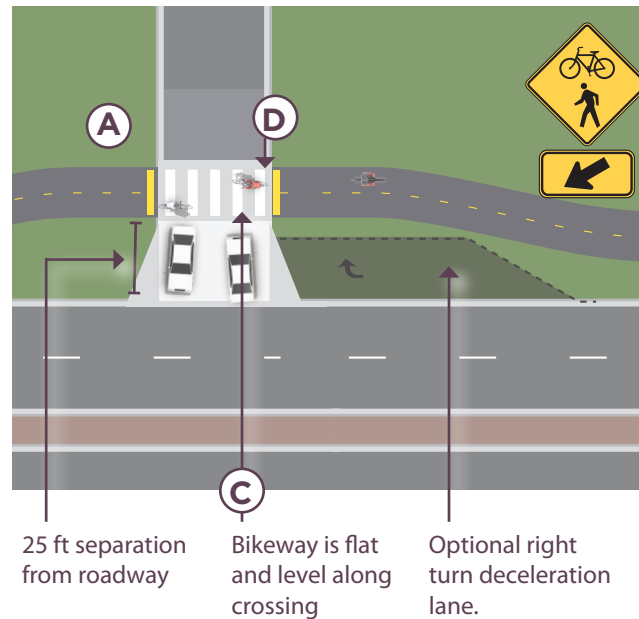 A
D
C
25 ft separation
from roadway
Bikeway is flat
and level along
crossing
Optional right
turn deceleration
lane.